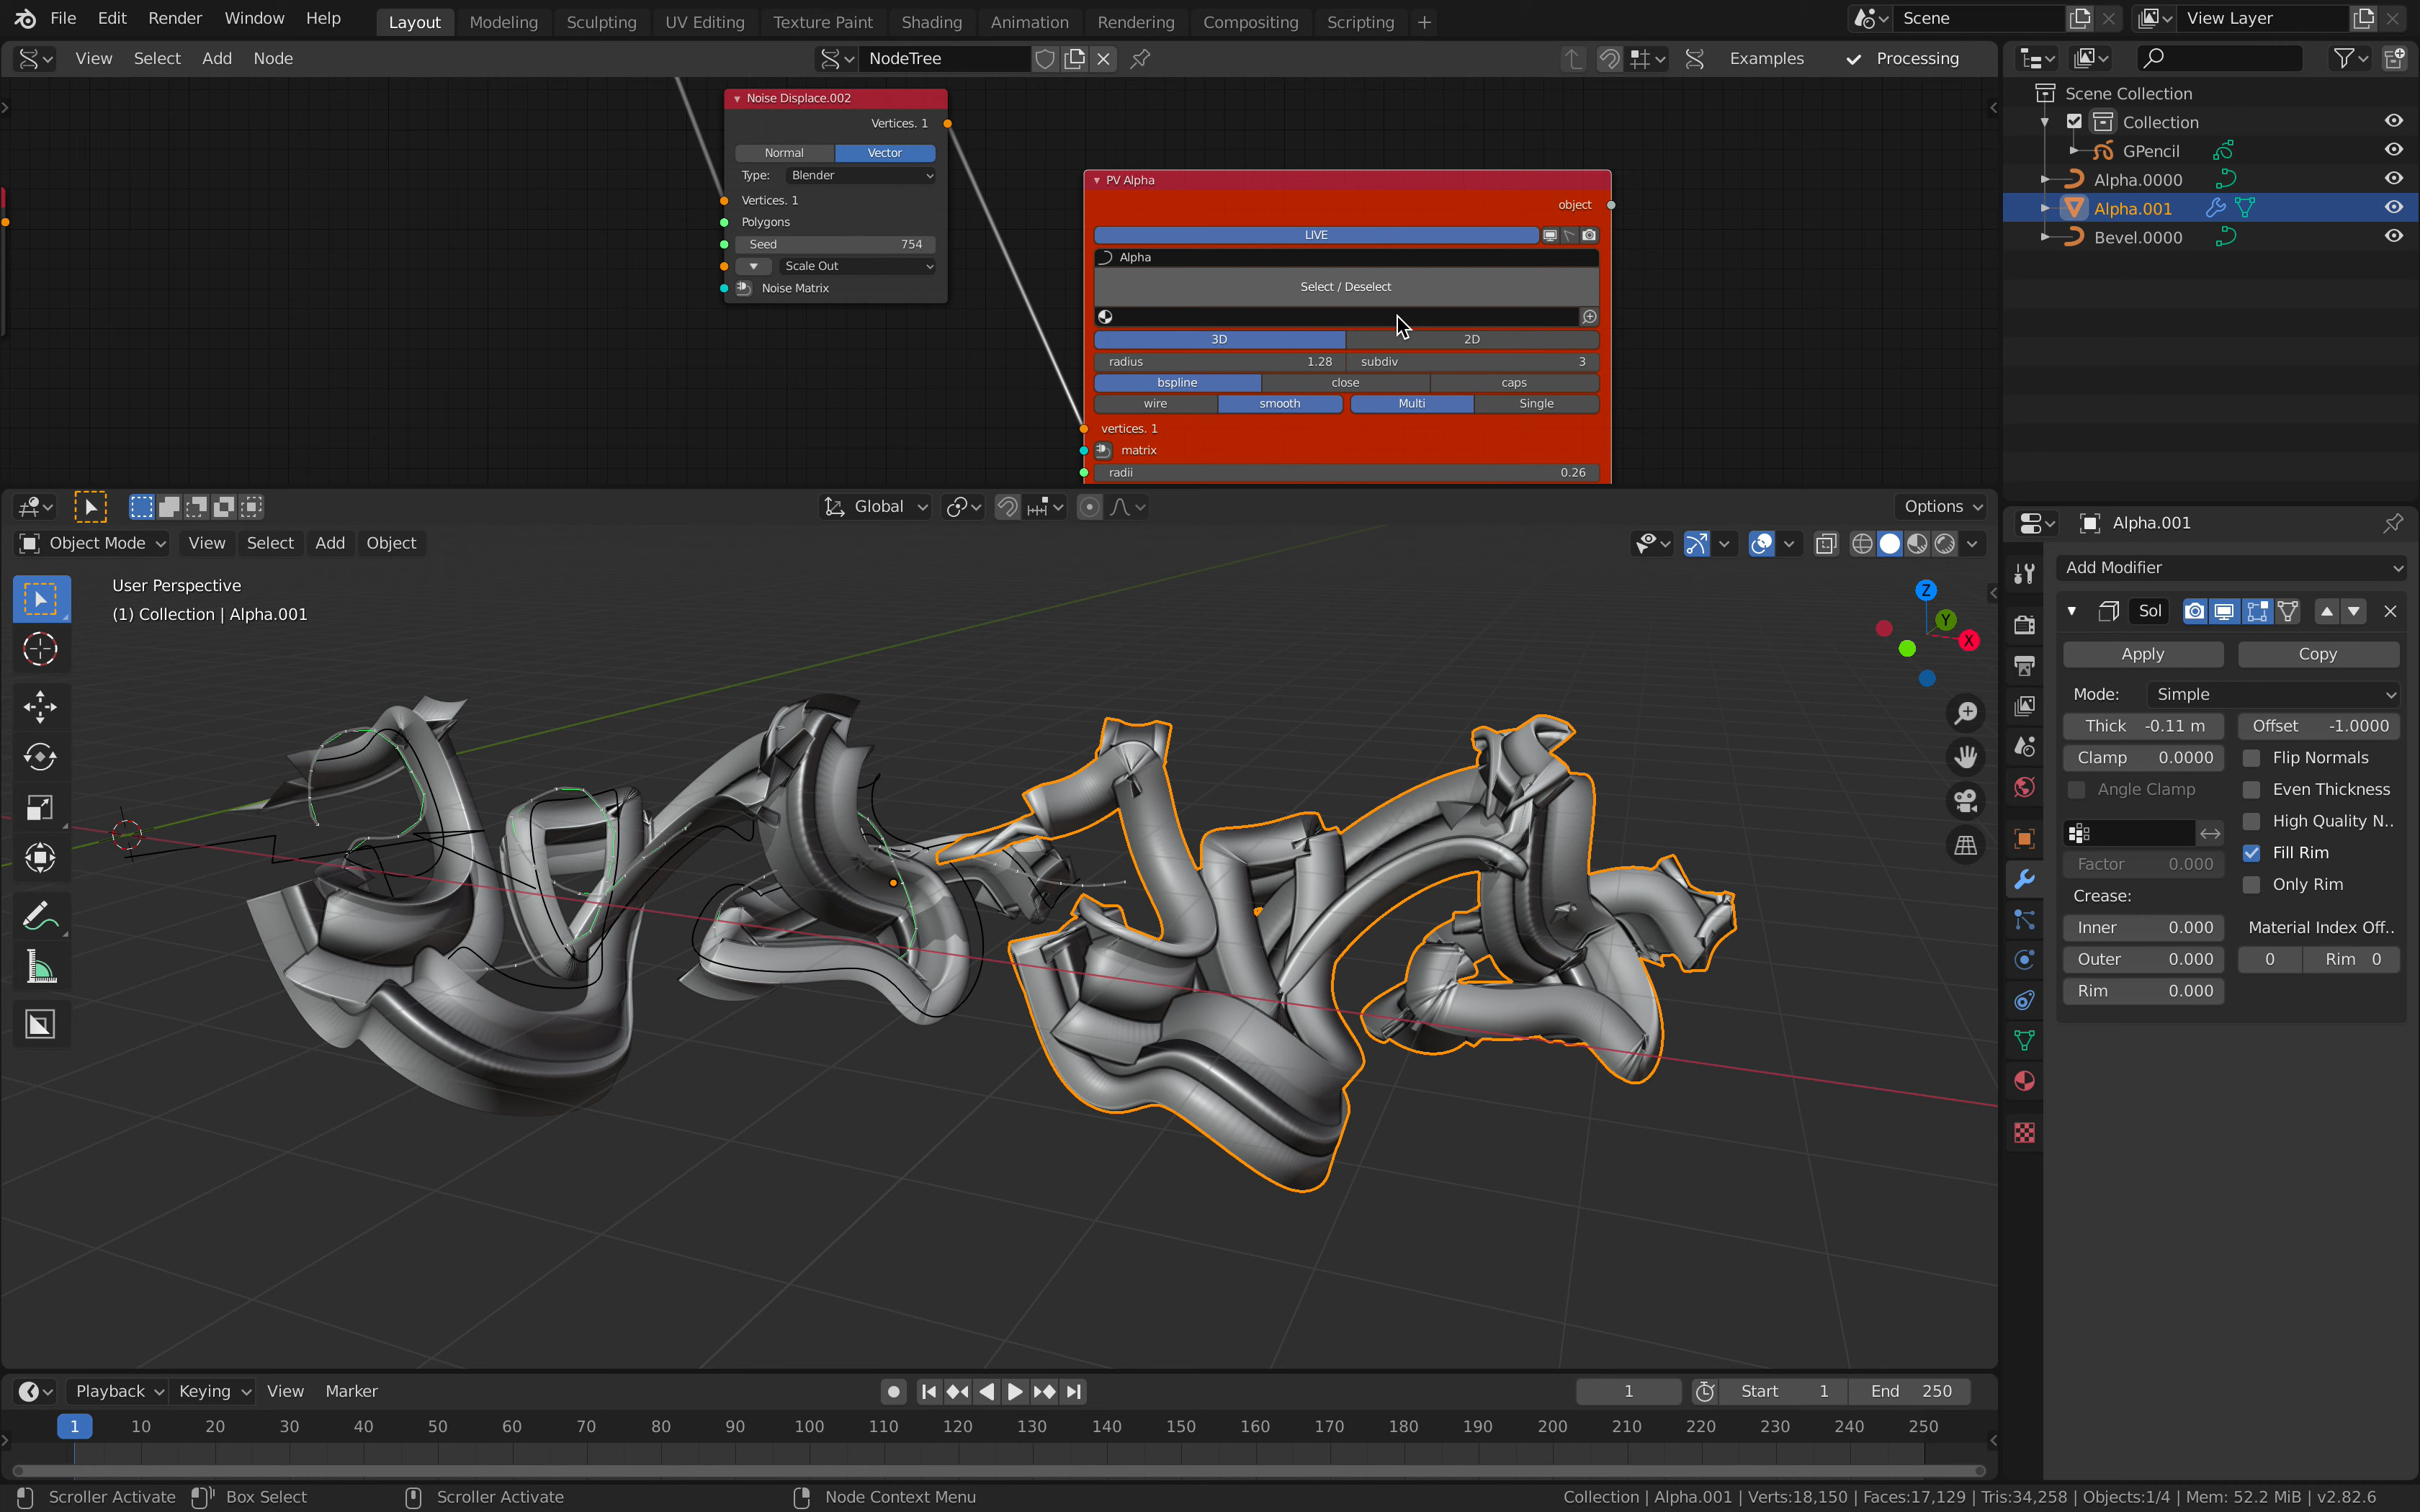 File Edit Render Window Help Layout Modeling Sculpting UV Editing Texture Paint Shading Animation Rendering Compositing Scripting + Scene View Layer
View Select Add Node NodeTree Examples Processing
Noise Displace.002
Vertices. 1
Normal Vector
Type: Blender
Vertices. 1
Polygons
Seed 754
Scale Out
Noise Matrix
PV Alpha
object
LIVE
Alpha
Select / Deselect
3D 2D
radius 1.28 subdiv 3
bspline close caps
wire smooth Multi Single
vertices. 1
matrix
radii 0.26
Scene Collection
Collection
GPencil
Alpha.0000
Alpha.001
Bevel.0000
Global Options
Object Mode View Select Add Object
User Perspective
(1) Collection | Alpha.001
Z
Y
X
Alpha.001
Add Modifier
Sol
Apply Copy
Mode: Simple
Thick -0.11 m Offset -1.0000
Clamp 0.0000 Flip Normals
Angle Clamp Even Thickness
High Quality N..
Fill Rim
Factor 0.000
Only Rim
Crease:
Inner 0.000 Material Index Off..
Outer 0.000 0 Rim 0
Rim 0.000
Playback Keying View Marker 1 Start 1 End 250
1 10 20 30 40 50 60 70 80 90 100 110 120 130 140 150 160 170 180 190 200 210 220 230 240 250
Scroller Activate Box Select Scroller Activate Node Context Menu Collection | Alpha.001 | Verts:18,150 | Faces:17,129 | Tris:34,258 | Objects:1/4 | Mem: 52.2 MiB | v2.82.6